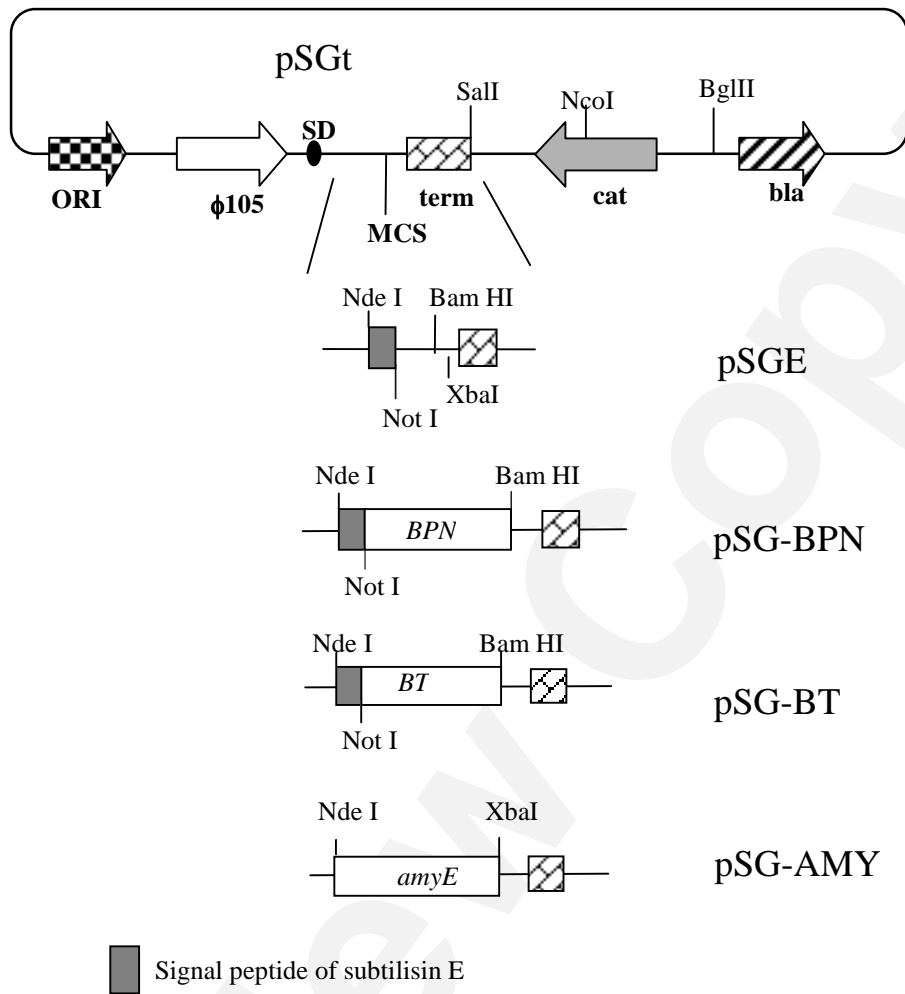 pSGt
SalI
NcoI
BglII
SD
ORI
ϕ105
MCS
term
cat
bla
Nde I
Bam HI
XbaI
Not I
pSGE
Nde I
Bam HI
BPN
Not I
pSG-BPN
Nde I
Bam HI
BT
Not I
pSG-BT
Nde I
XbaI
amyE
pSG-AMY
Signal peptide of subtilisin E